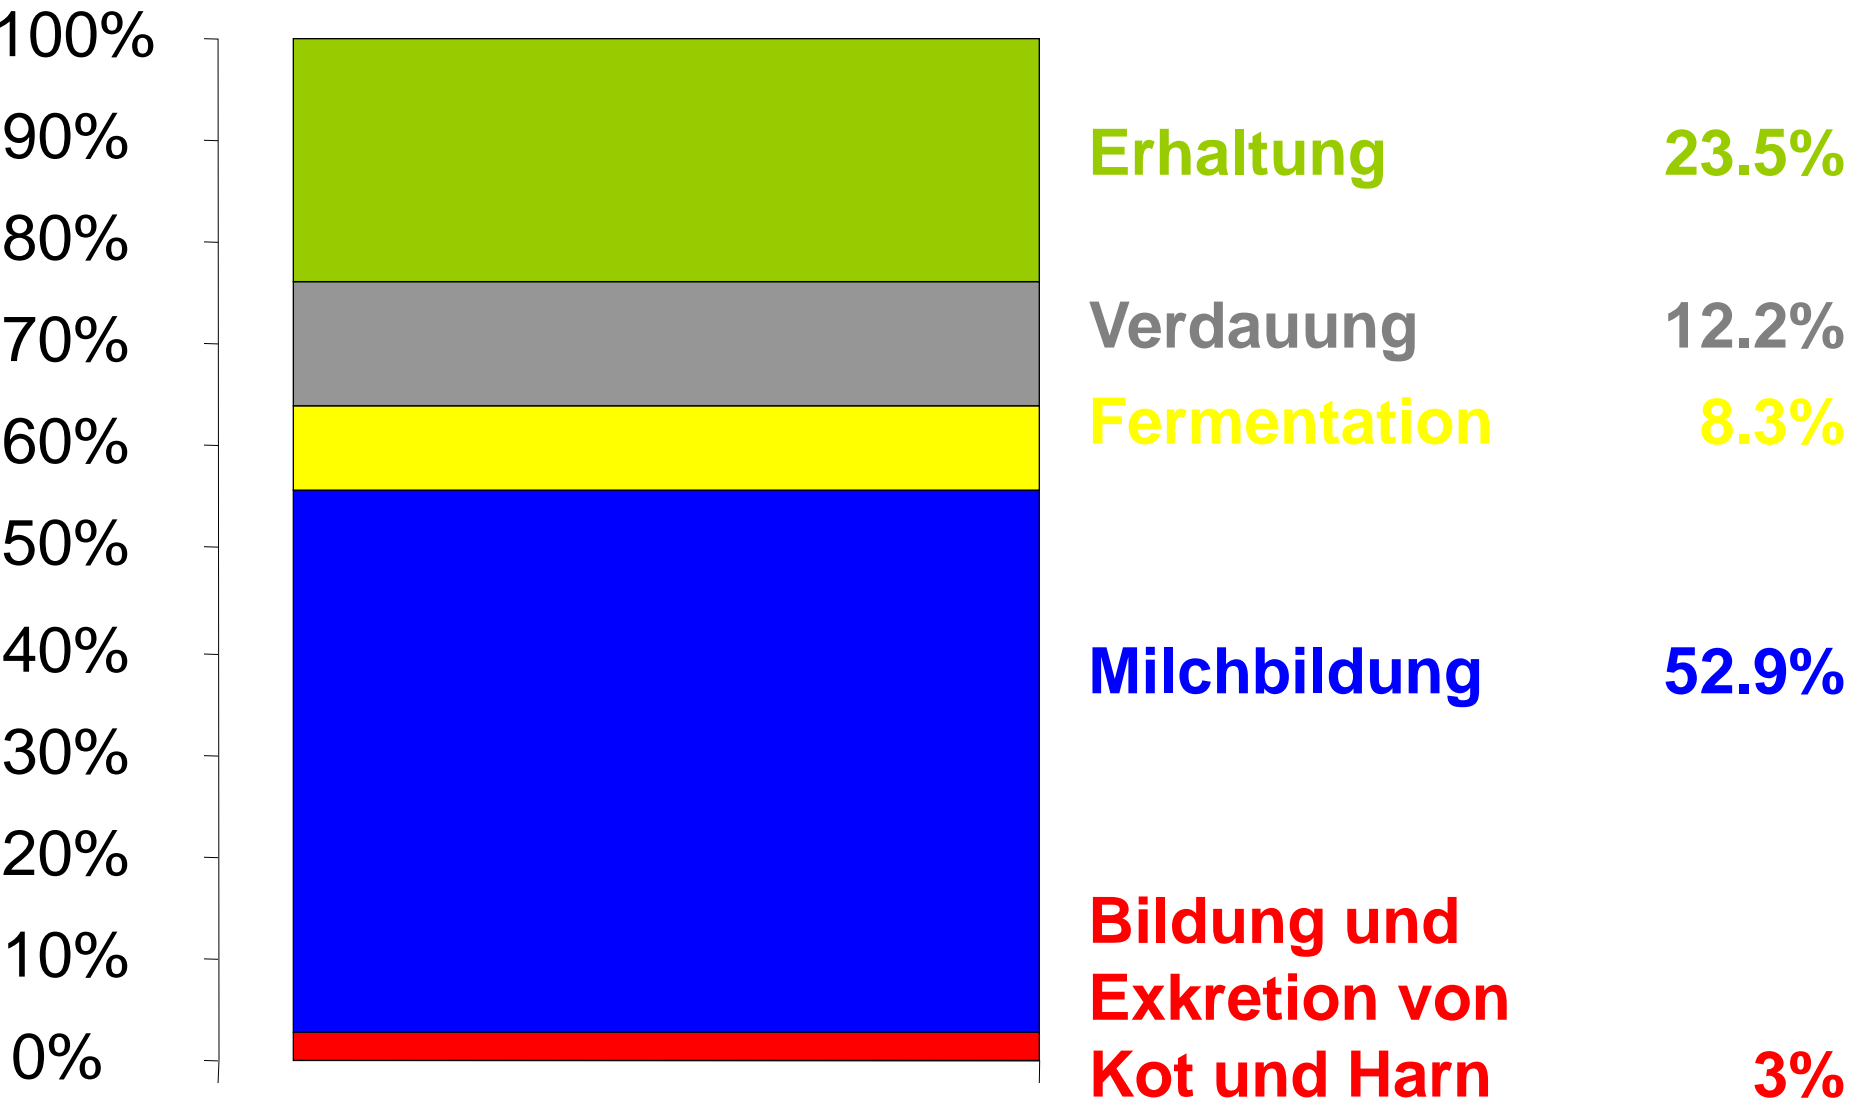 100%
90%
80%
70%
60%
50%
40%
30%
20%
10%
0%
Erhaltung 23.5%
Verdauung 12.2%
Fermentation 8.3%
Milchbildung 52.9%
Bildung und
Exkretion von
Kot und Harn 3%